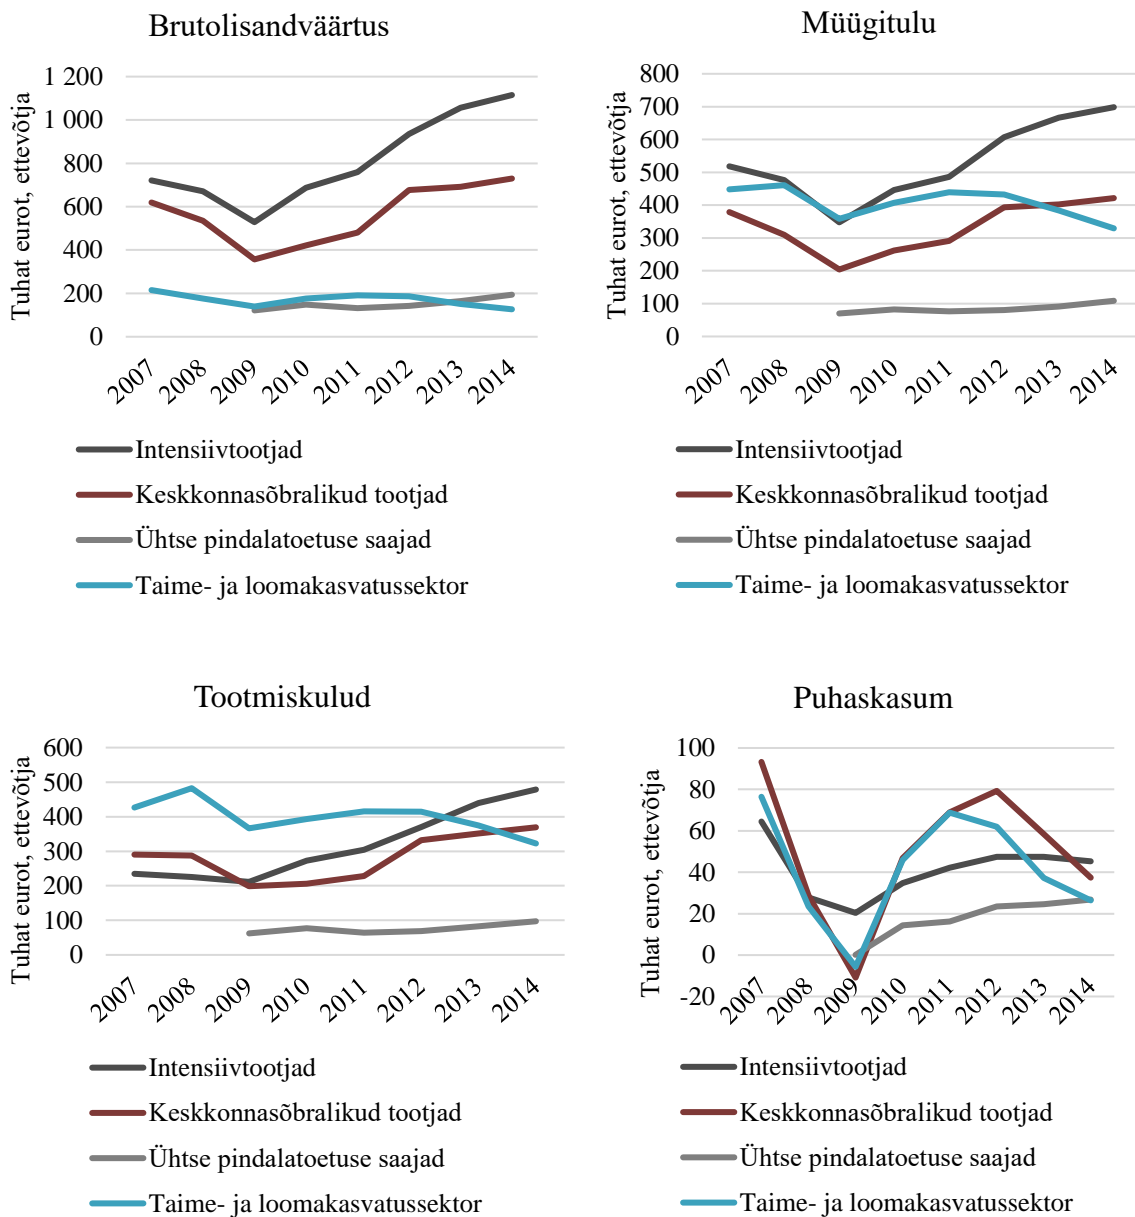 Brutolisandväärtus
Tuhat eurot, ettevõtja
1 200
1 000
800
600
400
200
0
2007
2008
2009
2010
2011
2012
2013
2014
Intensiivtootjad
Keskkonnasõbralikud tootjad
Ühtse pindalatoetuse saajad
Taime- ja loomakasvatussektor
Müügitulu
Tuhat eurot, ettevõtja
800
700
600
500
400
300
200
100
0
2007
2008
2009
2010
2011
2012
2013
2014
Intensiivtootjad
Keskkonnasõbralikud tootjad
Ühtse pindalatoetuse saajad
Taime- ja loomakasvatussektor
Tootmiskulud
Tuhat eurot, ettevõtja
600
500
400
300
200
100
0
2007
2008
2009
2010
2011
2012
2013
2014
Intensiivtootjad
Keskkonnasõbralikud tootjad
Ühtse pindalatoetuse saajad
Taime- ja loomakasvatussektor
Puhaskasum
Tuhat eurot, ettevõtja
100
80
60
40
20
0
-20
2007
2008
2009
2010
2011
2012
2013
2014
Intensiivtootjad
Keskkonnasõbralikud tootjad
Ühtse pindalatoetuse saajad
Taime- ja loomakasvatussektor